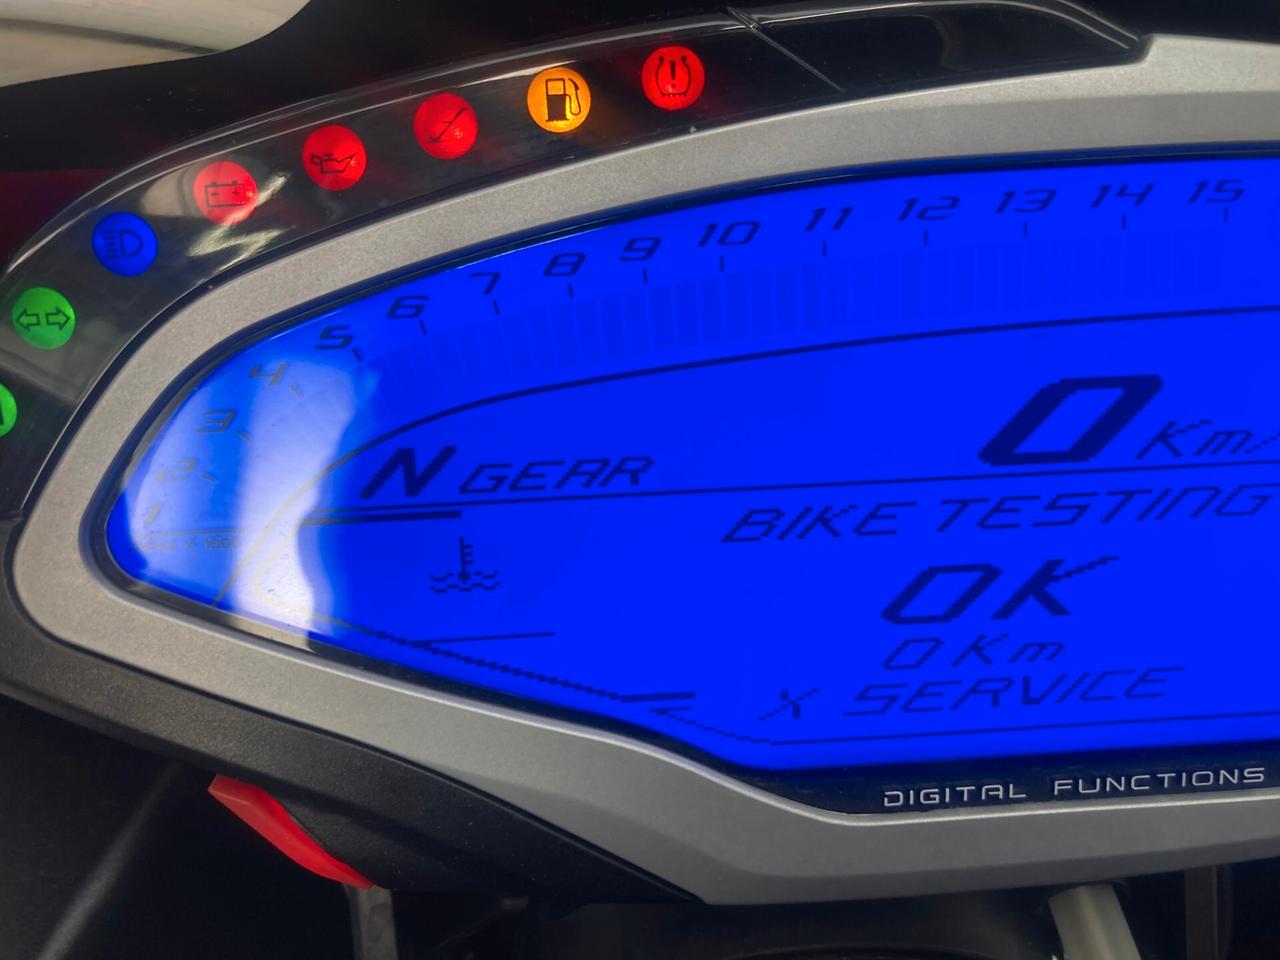 1 2 3 4 5 6 7 8 9 10 11 12 13 14 15
X 1000
N GEAR
0 Km/
BIKE TESTING
OK
0 Km
X SERVICE
DIGITAL FUNCTIONS